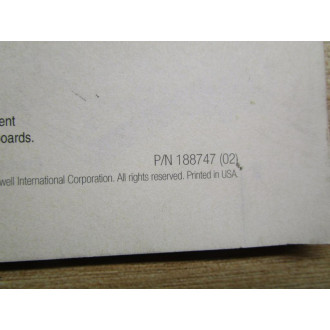 ent
oards.
P/N 188747 (02)
well International Corporation. All rights reserved. Printed in USA.